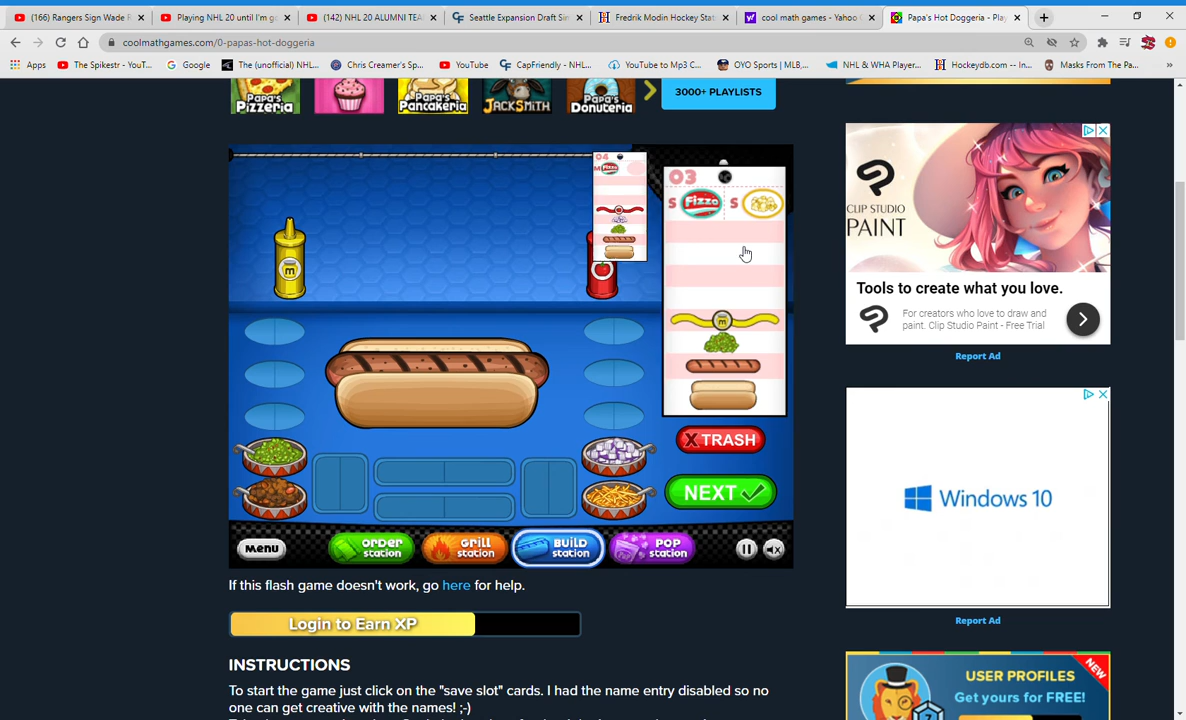 (166) Rangers Sign Wade R
Playing NHL 20 until I'm g
(142) NHL 20 ALUMNI TEA
Seattle Expansion Draft Sim
Fredrik Modin Hockey Stat
cool math games - Yahoo
Papa's Hot Doggeria - Play
coolmathgames.com/0-papas-hot-doggeria
Apps
The Spikestr - YouT...
Google
The (unofficial) NHL...
Chris Creamer's Sp...
YouTube
CapFriendly - NHL...
YouTube to Mp3 C...
OYO Sports | MLB,...
NHL & WHA Player...
Hockeydb.com -- In...
Masks From The Pa...
»
Papa's Pizzeria
Papa's Pancakeria
JACKSMITH
Papa's Donuteria
3000+ PLAYLISTS
04
M Fizzo
03
S Fizzo S
m
m
X TRASH
NEXT
MENU
ORDER station
GRILL station
BUILD station
POP station
If this flash game doesn't work, go here for help.
Login to Earn XP
INSTRUCTIONS
To start the game just click on the "save slot" cards. I had the name entry disabled so no
one can get creative with the names! ;-)
CLIP STUDIO
PAINT
Tools to create what you love.
For creators who love to draw and
paint. Clip Studio Paint - Free Trial
Report Ad
Windows 10
Report Ad
NEW
USER PROFILES
Get yours for FREE!